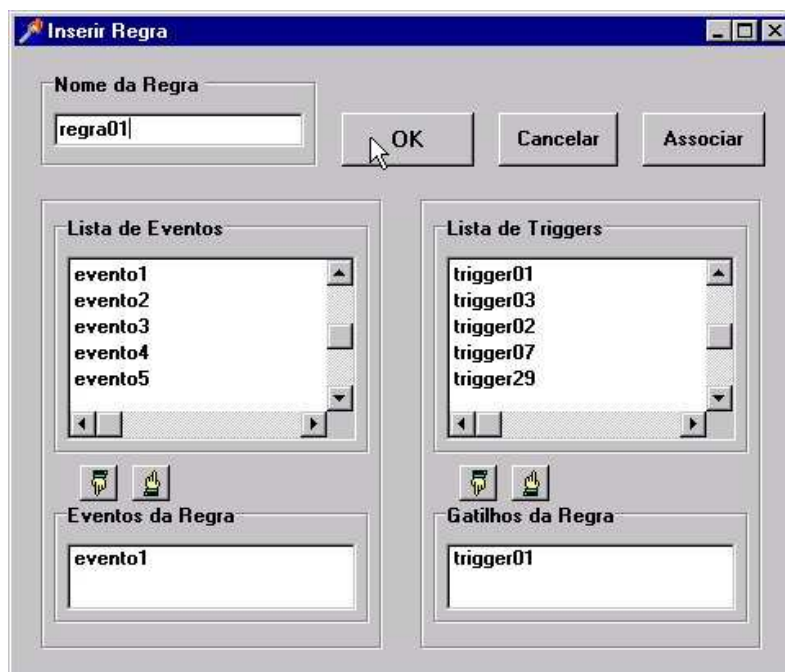 Inserir Regra
Nome da Regra
regra01
OK
Cancelar
Associar
Lista de Eventos
evento1
evento2
evento3
evento4
evento5
Lista de Triggers
trigger01
trigger03
trigger02
trigger07
trigger29
Eventos da Regra
evento1
Gatilhos da Regra
trigger01